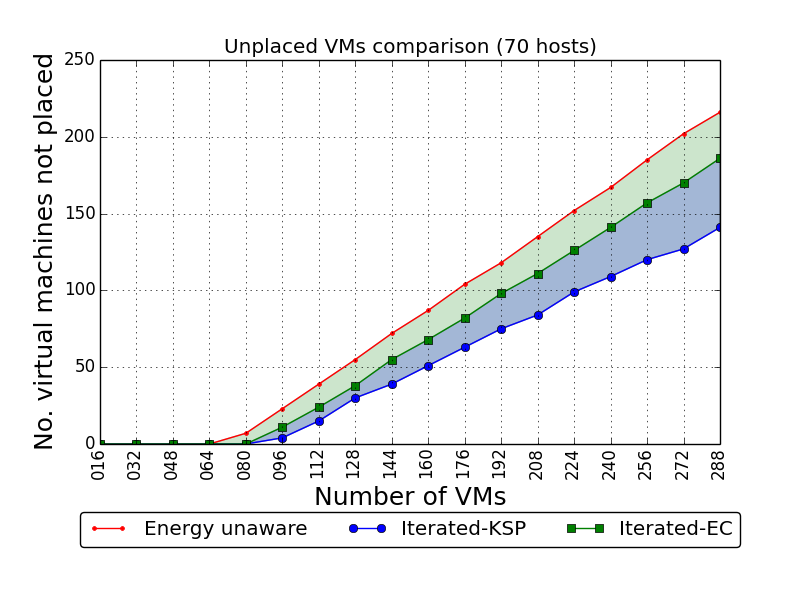 Unplaced VMs comparison (70 hosts)
No. virtual machines not placed
250
200
150
100
50
0
016 032 048 064 080 096 112 128 144 160 176 192 208 224 240 256 272 288
Number of VMs
Energy unaware Iterated-KSP Iterated-EC